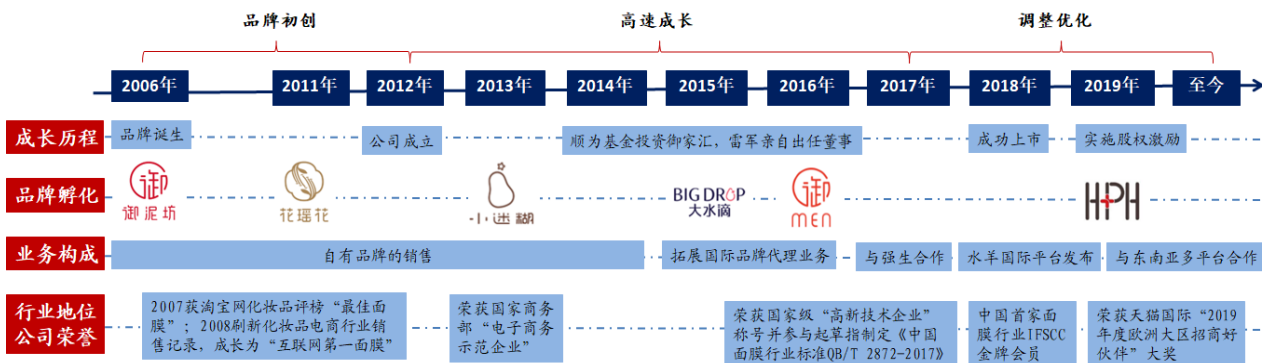 品牌初创
高速成长
调整优化
2006年
2011年
2012年
2013年
2014年
2015年
2016年
2017年
2018年
2019年
至今
成长历程
品牌诞生
公司成立
顺为基金投资御家汇，雷军亲自出任董事
成功上市
实施股权激励
品牌孵化
御
御泥坊
花瑶花
小迷糊
BIG DROP
大水滴
御
MEN
HPH
业务构成
自有品牌的销售
拓展国际品牌代理业务
与强生合作
水羊国际平台发布
与东南亚多平台合作
行业地位
公司荣誉
2007获淘宝网化妆品评榜“最佳面
膜”；2008刷新化妆品电商行业销
售记录，成长为“互联网第一面膜”
荣获国家商务
部“电子商务
示范企业”
荣获国家级“高新技术企业”
称号并参与起草指制定《中国
面膜行业标准QB/T 2872-2017》
中国首家面
膜行业IFSCC
金牌会员
荣获天猫国际“2019
年度欧洲大区招商好
伙伴”大奖